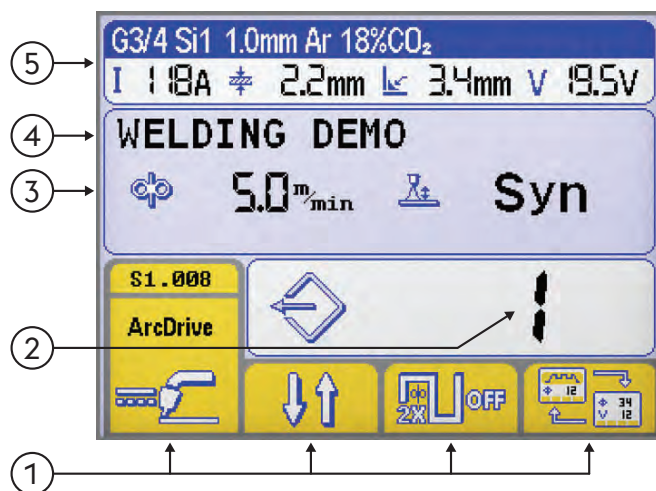 G3/4 Si1 1.0mm Ar 18%CO₂
I 118A 2.2mm 3.4mm V 19.5V
WELDING DEMO
5.0 m/min Syn
S1.008
ArcDrive
1
2X OFF
12
34
V 12
5
4
3
2
1